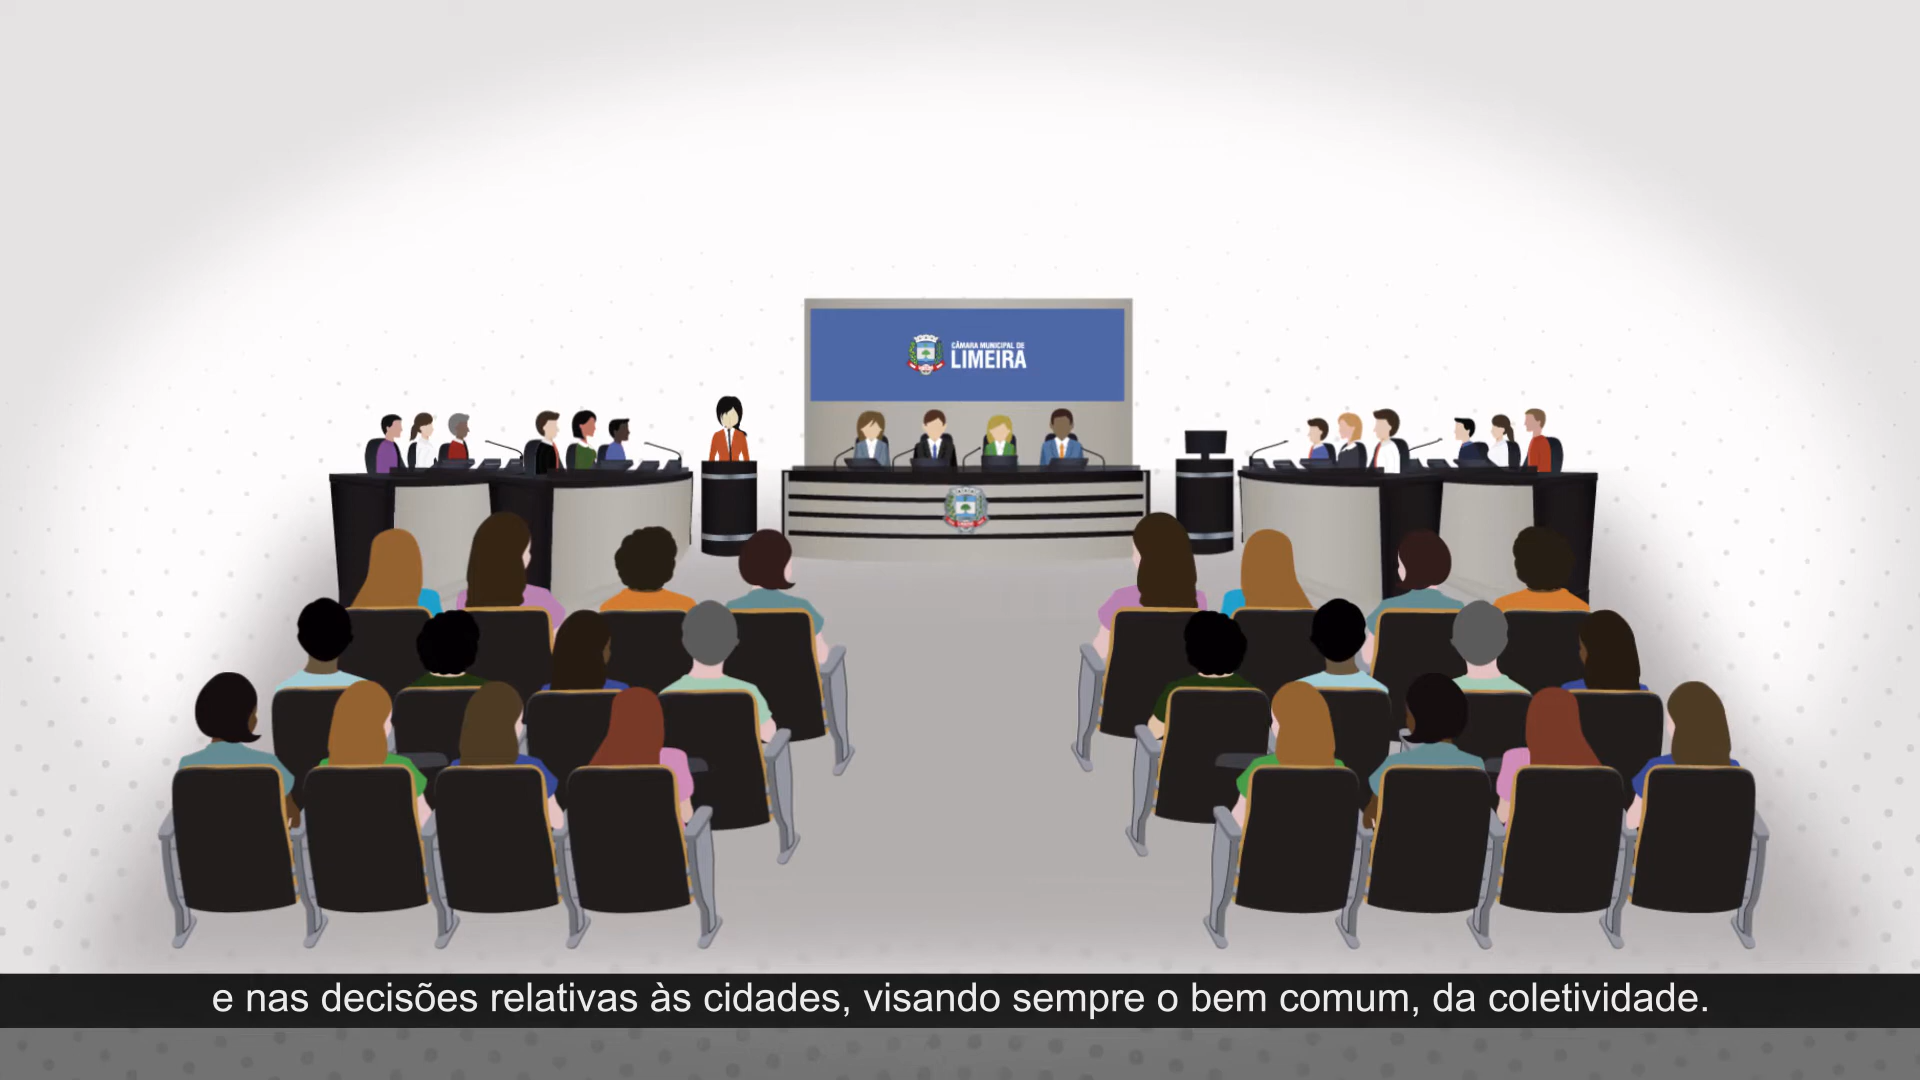 CÂMARA MUNICIPAL DE
LIMEIRA
e nas decisões relativas às cidades, visando sempre o bem comum, da coletividade.